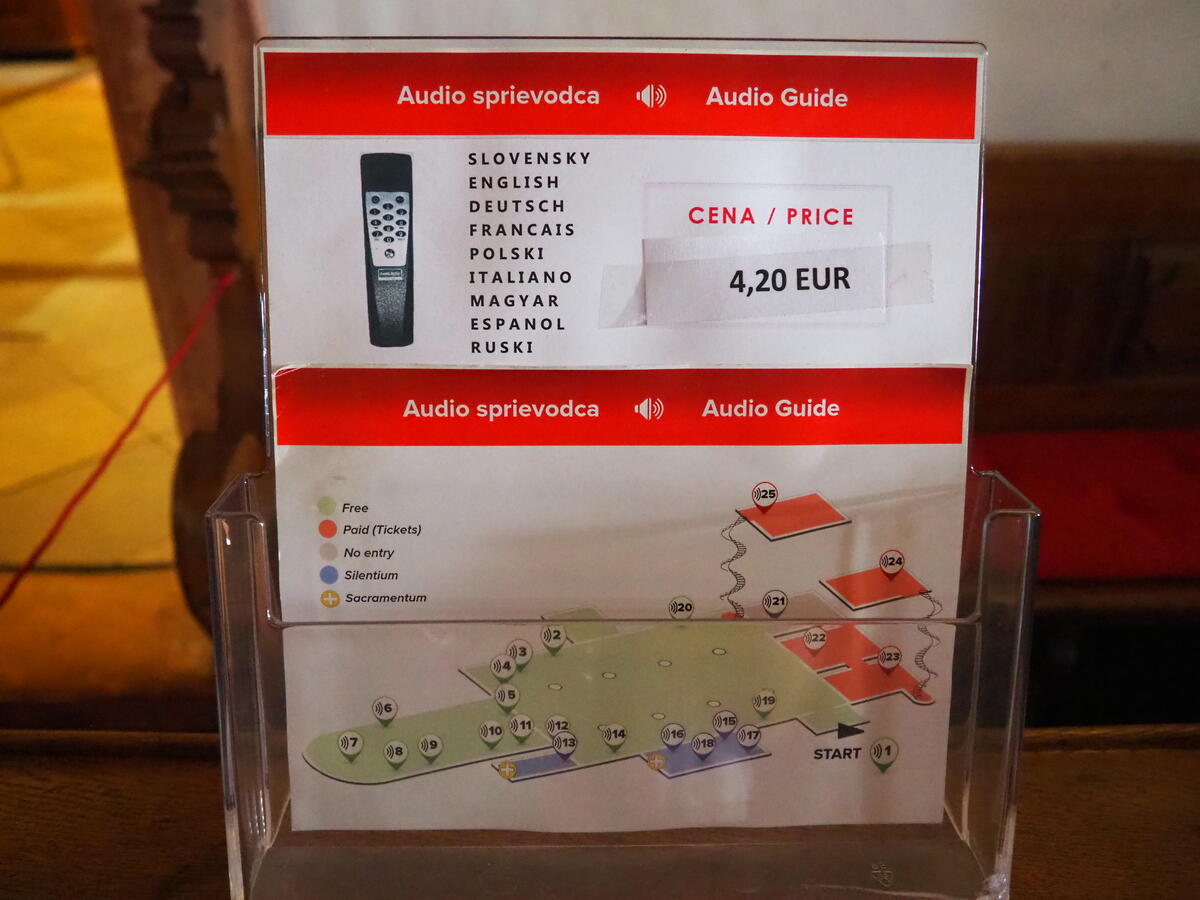 Audio sprievodca Audio Guide
SLOVENSKY
ENGLISH
DEUTSCH
FRANCAIS
POLSKI
ITALIANO
MAGYAR
ESPANOL
RUSKI
CENA / PRICE
4,20 EUR
Audio sprievodca Audio Guide
Free
Paid (Tickets)
No entry
Silentium
Sacramentum
25
24
20
21
2
22
3
4
23
5
19
6
10
11
12
14
16
15
17
7
8
9
13
18
START
1